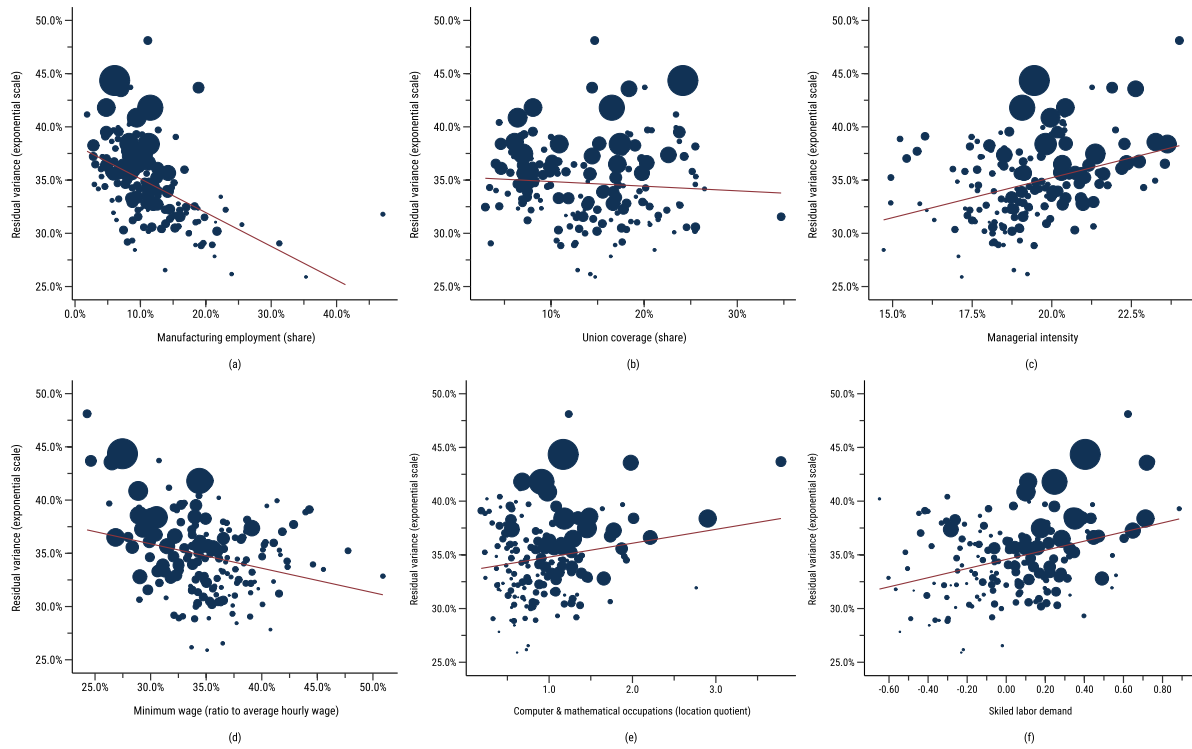 50.0%
45.0%
40.0%
35.0%
30.0%
25.0%
Residual variance (exponential scale)
0.0% 10.0% 20.0% 30.0% 40.0%
Manufacturing employment (share)
(a)
50.0%
45.0%
40.0%
35.0%
30.0%
25.0%
Residual variance (exponential scale)
10% 20% 30%
Union coverage (share)
(b)
50.0%
45.0%
40.0%
35.0%
30.0%
25.0%
Residual variance (exponential scale)
15.0% 17.5% 20.0% 22.5%
Managerial intensity
(c)
50.0%
45.0%
40.0%
35.0%
30.0%
25.0%
Residual variance (exponential scale)
25.0% 30.0% 35.0% 40.0% 45.0% 50.0%
Minimum wage (ratio to average hourly wage)
(d)
50.0%
45.0%
40.0%
35.0%
30.0%
25.0%
Residual variance (exponential scale)
1.0 2.0 3.0
Computer & mathematical occupations (location quotient)
(e)
50.0%
45.0%
40.0%
35.0%
30.0%
25.0%
Residual variance (exponential scale)
-0.60 -0.40 -0.20 0.00 0.20 0.40 0.60 0.80
Skiled labor demand
(f)